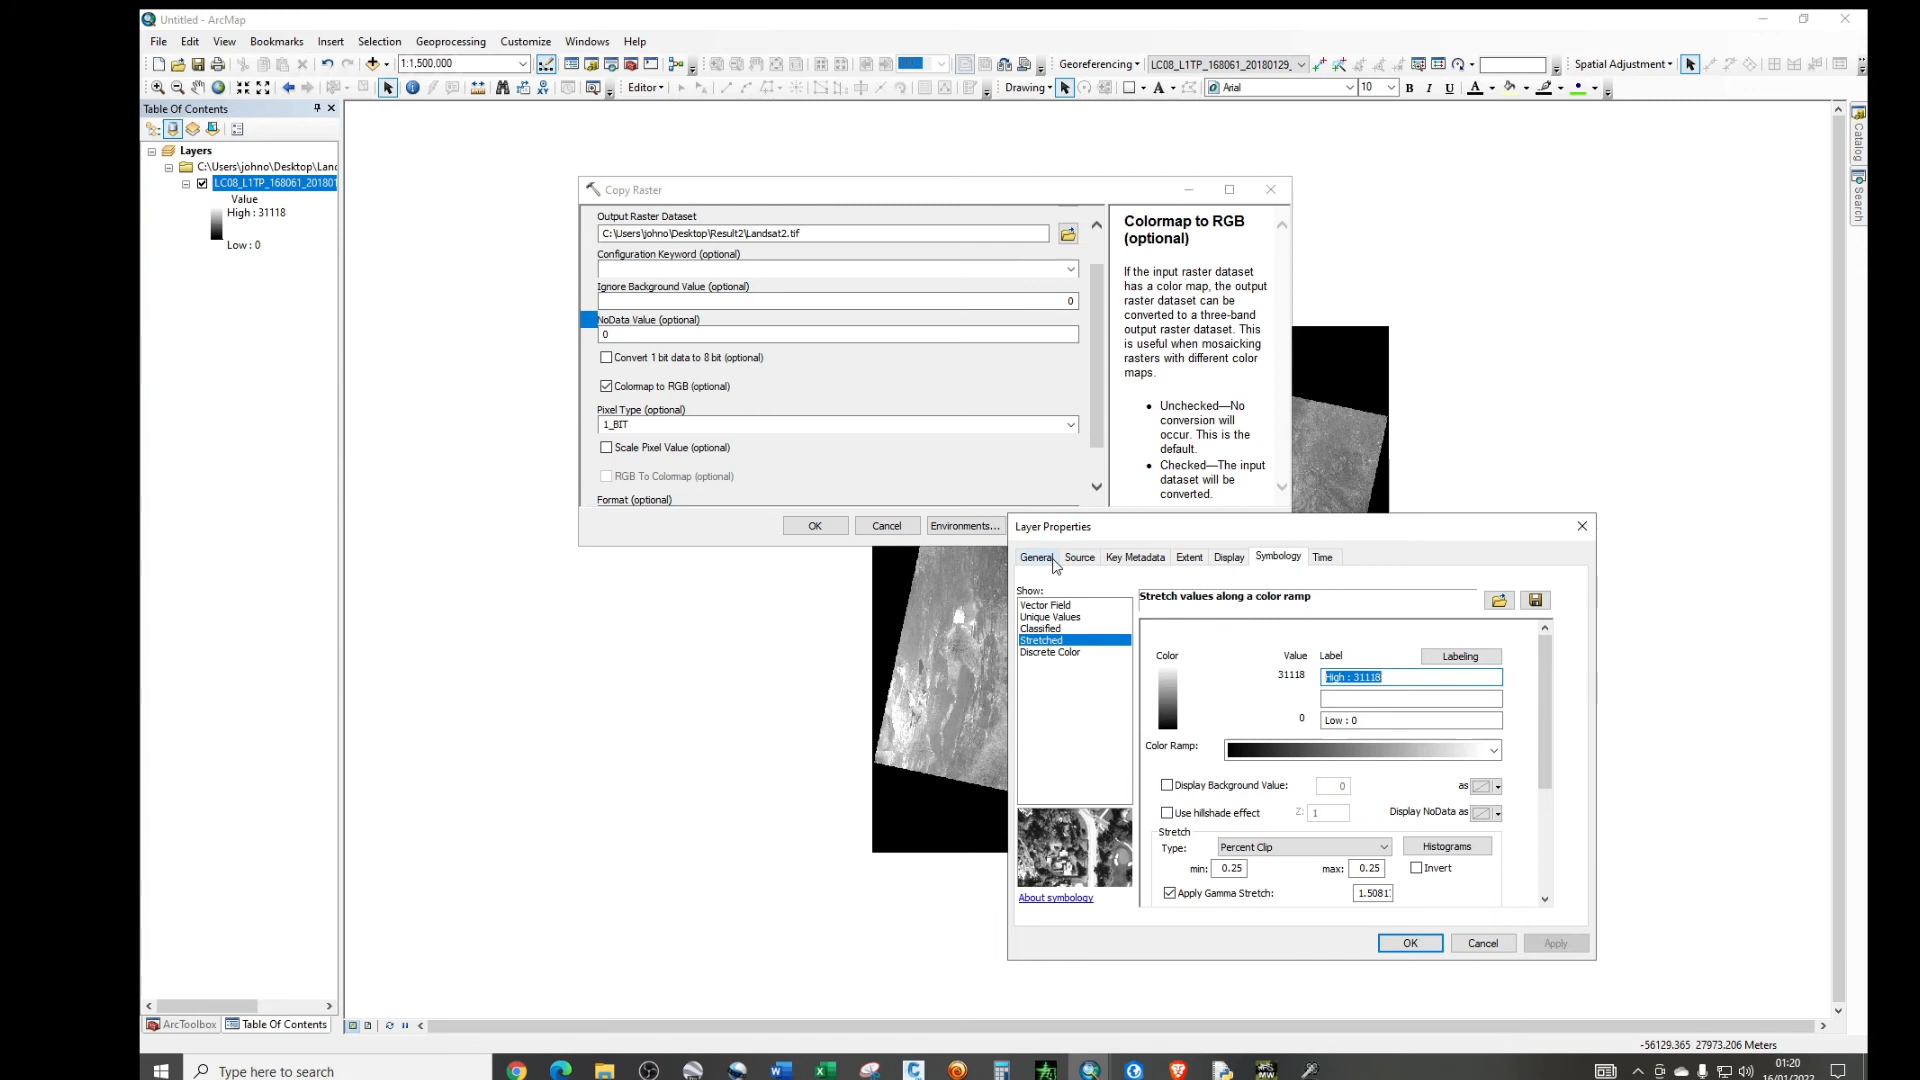 Untitled - ArcMap
File Edit View Bookmarks Insert Selection Geoprocessing Customize Windows Help
1:1,500,000 Georeferencing LC08_L1TP_168061_20180129_ Spatial Adjustment
Editor Drawing Arial 10 B I U A
Table Of Contents
Layers
C:\Users\johno\Desktop\Land
LC08_L1TP_168061_201801
Value
High : 31118
Low : 0
Copy Raster
Output Raster Dataset
C:\Users\johno\Desktop\Result2\Landsat2.tif
Configuration Keyword (optional)
Ignore Background Value (optional)
0
NoData Value (optional)
0
Convert 1 bit data to 8 bit (optional)
Colormap to RGB (optional)
Pixel Type (optional)
1_BIT
Scale Pixel Value (optional)
RGB To Colormap (optional)
Format (optional)
OK Cancel Environments...
Colormap to RGB
(optional)
If the input raster dataset
has a color map, the output
raster dataset can be
converted to a three-band
output raster dataset. This
is useful when mosaicking
rasters with different color
maps.
• Unchecked—No
conversion will
occur. This is the
default.
• Checked—The input
dataset will be
converted.
Layer Properties
General Source Key Metadata Extent Display Symbology Time
Show:
Vector Field
Unique Values
Classified
Stretched
Discrete Color
About symbology
Stretch values along a color ramp
Color Value Label Labeling
31118 High : 31118
0 Low : 0
Color Ramp:
Display Background Value: 0 as
Use hillshade effect Z: 1 Display NoData as
Stretch
Type: Percent Clip Histograms
min: 0.25 max: 0.25 Invert
Apply Gamma Stretch: 1.5081
OK Cancel Apply
Catalog
Search
ArcToolbox Table Of Contents
-56129.365 27973.206 Meters
Type here to search
01:20
16/01/2022